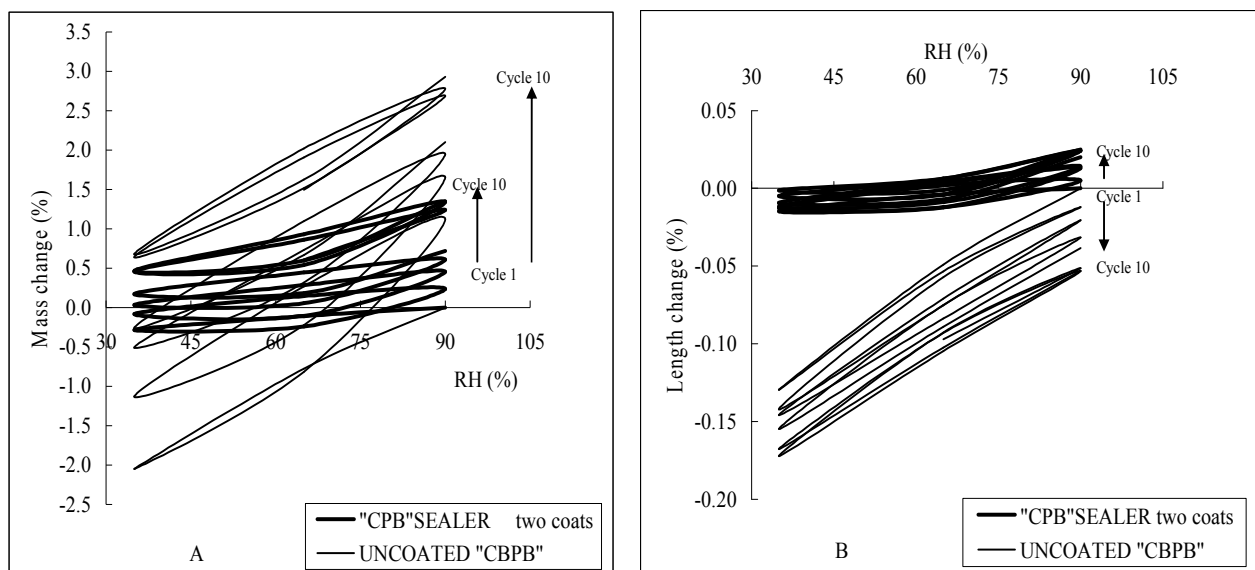 4.0
3.5
3.0
2.5
2.0
1.5
1.0
0.5
0.0
-0.5
-1.0
-1.5
-2.0
-2.5
Mass change (%)
30 45 60 75 90 105
RH (%)
Cycle 10
Cycle 10
Cycle 1
"CPB"SEALER two coats
UNCOATED "CBPB"
A
RH (%)
30 45 60 75 90 105
0.05
0.00
-0.05
-0.10
-0.15
-0.20
Length change (%)
Cycle 10
Cycle 1
Cycle 10
"CPB"SEALER two coats
UNCOATED "CBPB"
B